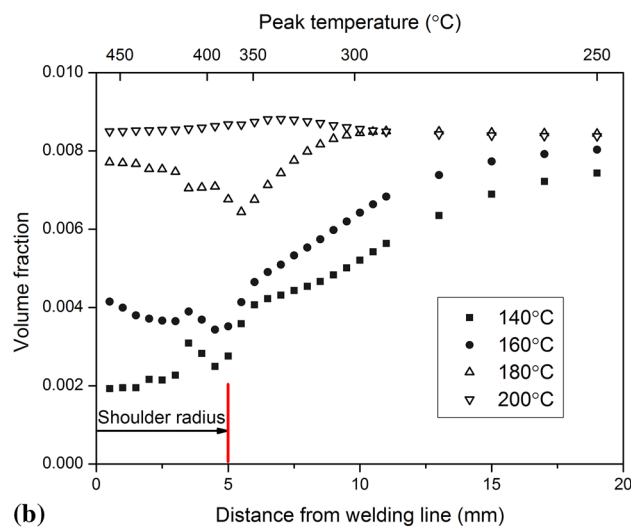 Peak temperature (°C)
450 400 350 300 250
0.010
0.008
0.006
0.004
0.002
0.000
Volume fraction
140°C
160°C
180°C
200°C
Shoulder radius
0 5 10 15 20
(b) Distance from welding line (mm)